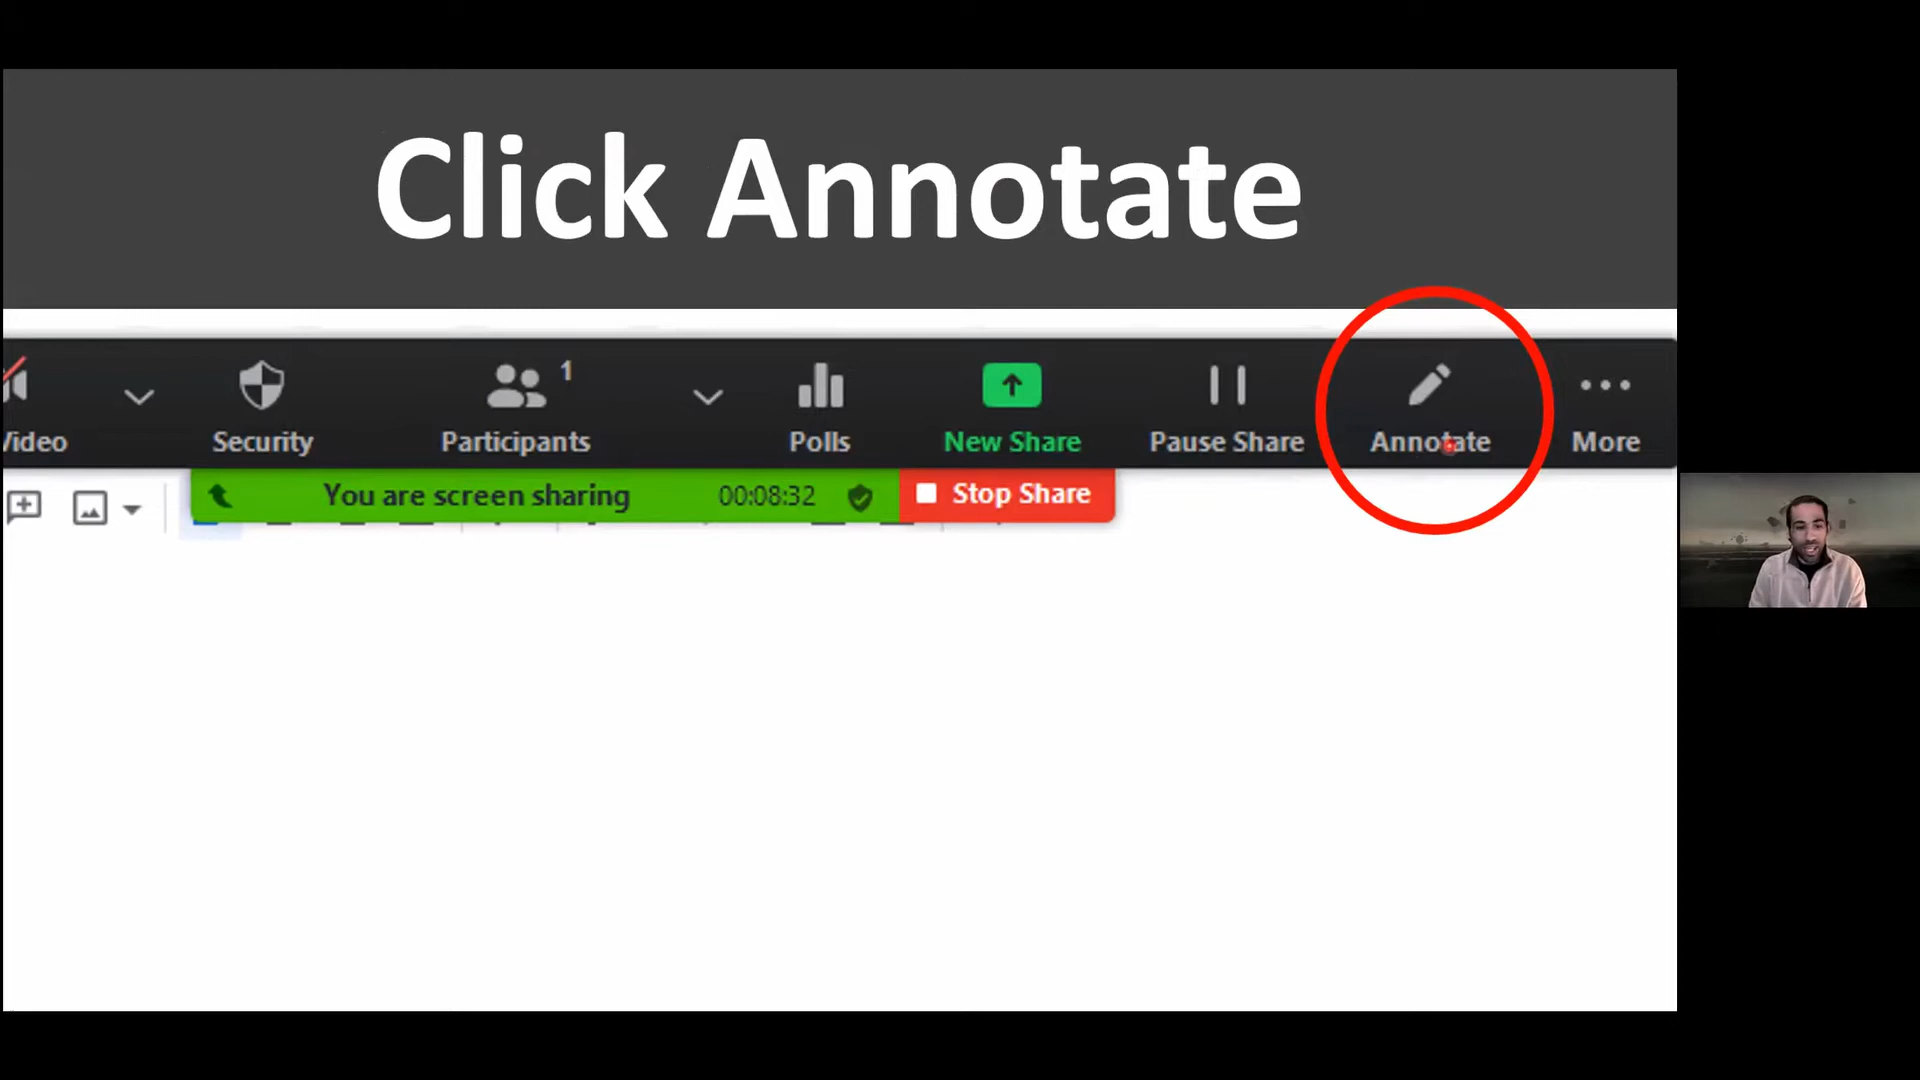 Click Annotate
1
Video Security Participants Polls New Share Pause Share Annotate More
You are screen sharing 00:08:32 Stop Share